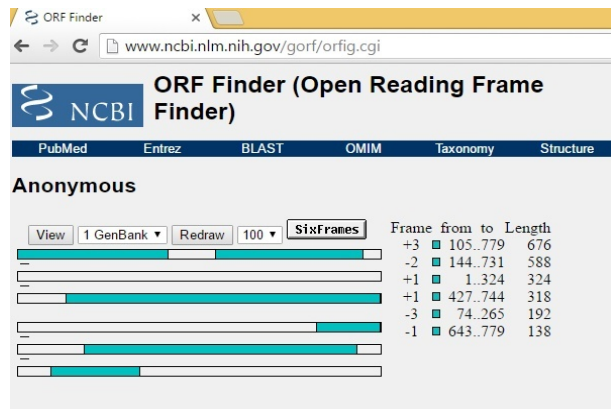 ORF Finder
www.ncbi.nlm.nih.gov/gorf/orfig.cgi
NCBI
ORF Finder (Open Reading Frame
Finder)
PubMed Entrez BLAST OMIM Taxonomy Structure
Anonymous
View 1 GenBank Redraw 100 SixFrames
Frame from to Length
+3 105..779 676
-2 144..731 588
+1 1..324 324
+1 427..744 318
-3 74..265 192
-1 643..779 138